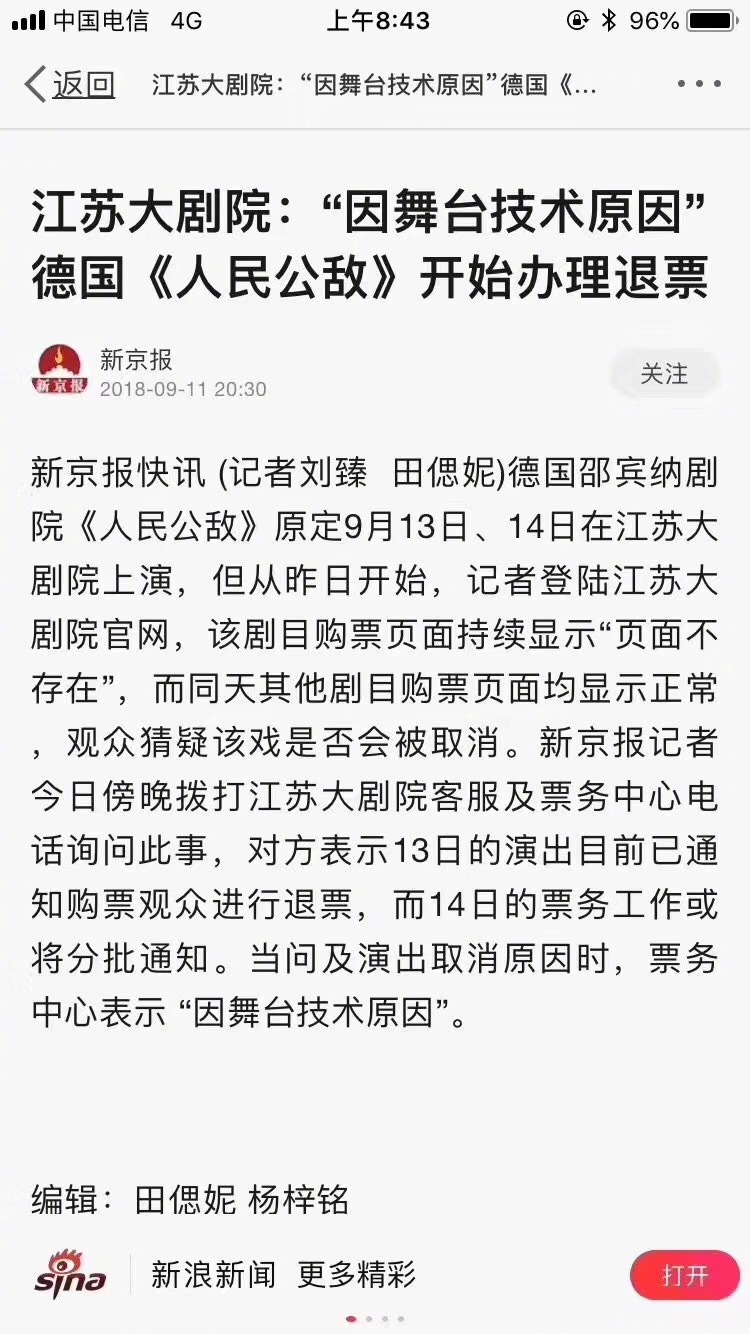 中国电信 4G 上午8:43 96%
返回 江苏大剧院：“因舞台技术原因”德国《...
江苏大剧院：“因舞台技术原因”
德国《人民公敌》开始办理退票
新京报
新京报
2018-09-11 20:30
关注
新京报快讯 (记者刘臻 田偲妮)德国邵宾纳剧
院《人民公敌》原定9月13日、14日在江苏大
剧院上演，但从昨日开始，记者登陆江苏大
剧院官网，该剧目购票页面持续显示“页面不
存在”，而同天其他剧目购票页面均显示正常
，观众猜疑该戏是否会被取消。新京报记者
今日傍晚拨打江苏大剧院客服及票务中心电
话询问此事，对方表示13日的演出目前已通
知购票观众进行退票，而14日的票务工作或
将分批通知。当问及演出取消原因时，票务
中心表示 “因舞台技术原因”。
编辑：田偲妮 杨梓铭
sina 新浪新闻 更多精彩 打开